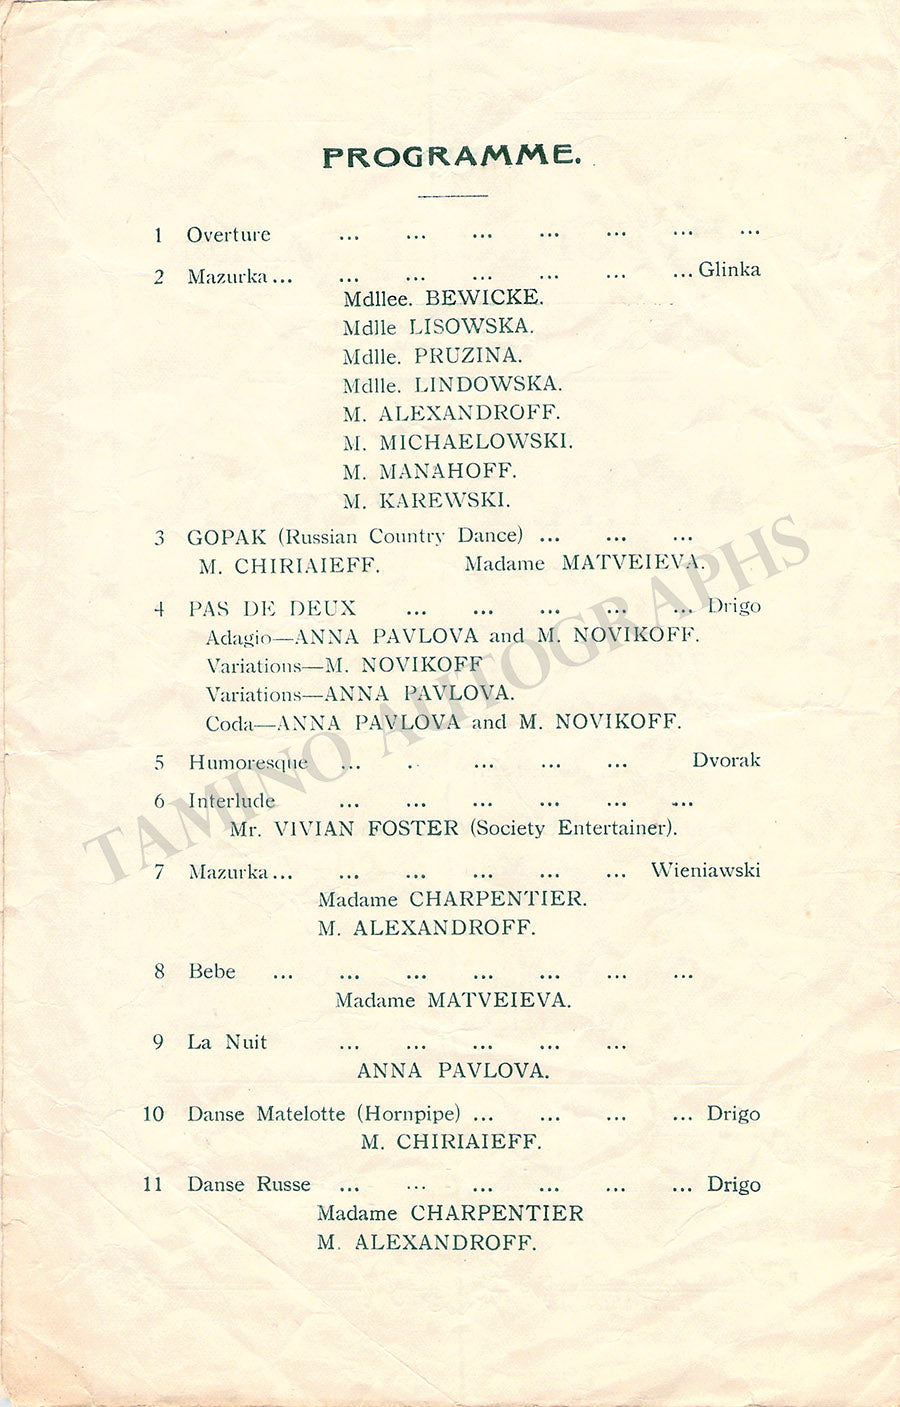 PROGRAMME.
1 Overture ... ... ... ... ... ... ...
2 Mazurka ... ... ... ... ... ... ... Glinka
Mdllee. BEWICKE.
Mdlle LISOWSKA.
Mdlle. PRUZINA.
Mdlle. LINDOWSKA.
M. ALEXANDROFF.
M. MICHAELOWSKI.
M. MANAHOFF.
M. KAREWSKI.
3 GOPAK (Russian Country Dance) ... ... ...
M. CHIRIAIEFF. Madame MATVEIEVA.
4 PAS DE DEUX ... ... ... ... ... Drigo
Adagio—ANNA PAVLOVA and M. NOVIKOFF.
Variations—M. NOVIKOFF
Variations—ANNA PAVLOVA.
Coda—ANNA PAVLOVA and M. NOVIKOFF.
5 Humoresque ... .. ... ... ... Dvorak
6 Interlude ... ... ... ... ... ...
Mr. VIVIAN FOSTER (Society Entertainer).
7 Mazurka ... ... ... ... ... ... Wieniawski
Madame CHARPENTIER.
M. ALEXANDROFF.
8 Bebe ... ... ... ... ... ... ...
Madame MATVEIEVA.
9 La Nuit ... ... ... ... ...
ANNA PAVLOVA.
10 Danse Matelotte (Hornpipe) ... ... ... ... Drigo
M. CHIRIAIEFF.
11 Danse Russe ... ... ... ... ... ... Drigo
Madame CHARPENTIER
M. ALEXANDROFF.
TAMINO AUTOGRAPHS